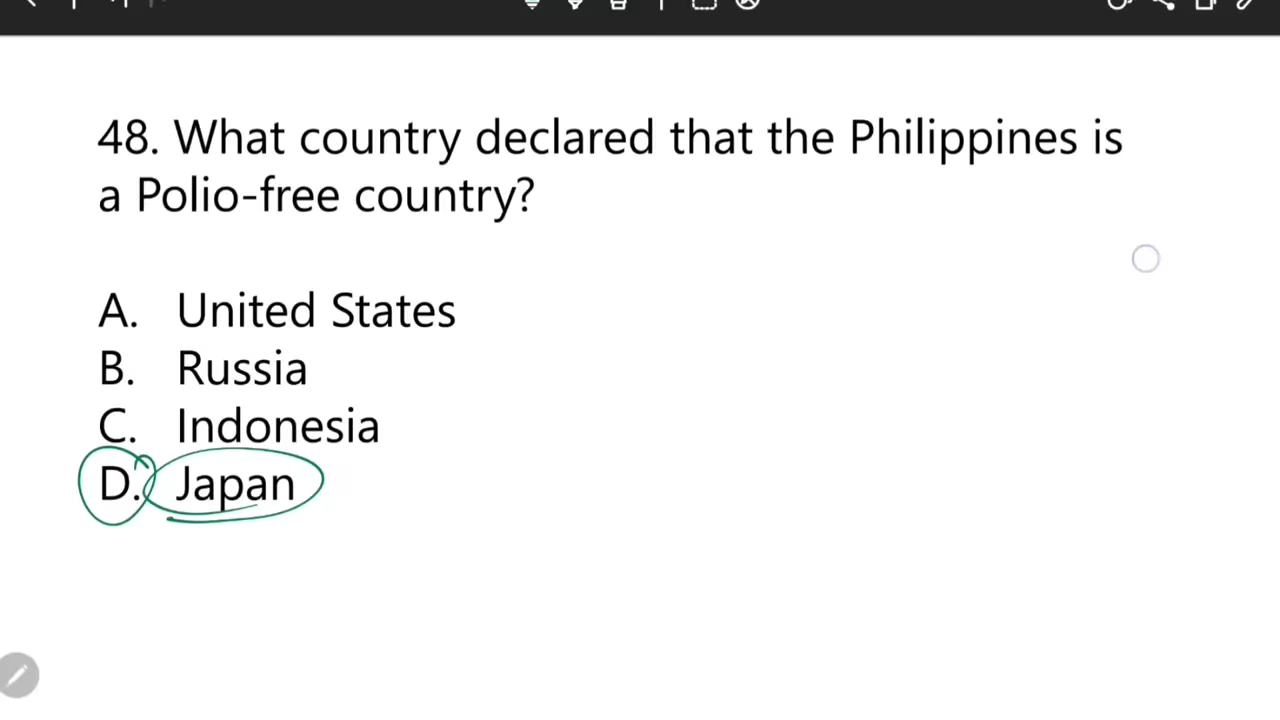 48. What country declared that the Philippines is
a Polio-free country?
A. United States
B. Russia
C. Indonesia
D. Japan